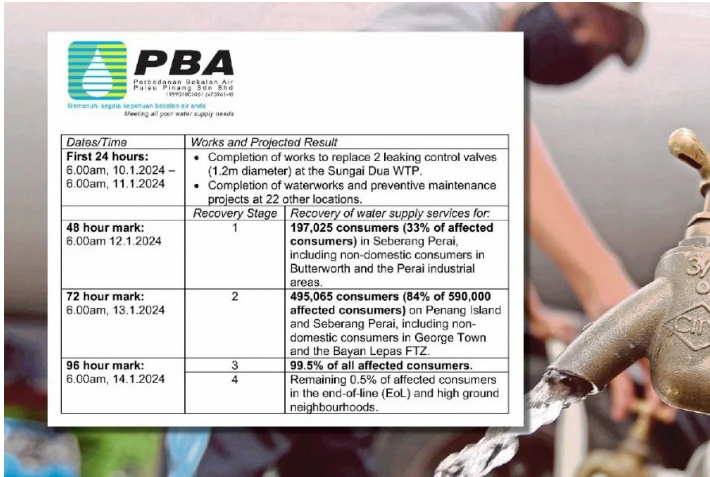 PBA
Perbadanan Bekalan Air
Pulau Pinang Sdn Bhd
Memenuhi segala keperluan bekalan air anda
Meeting all your water supply needs
Dates/Time Works and Projected Result
First 24 hours: • Completion of works to replace 2 leaking control valves
6.00am, 10.1.2024 – (1.2m diameter) at the Sungai Dua WTP.
6.00am, 11.1.2024 • Completion of waterworks and preventive maintenance
projects at 22 other locations.
Recovery Stage Recovery of water supply services for:
48 hour mark: 1 197,025 consumers (33% of affected
6.00am 12.1.2024 consumers) in Seberang Perai,
including non-domestic consumers in
Butterworth and the Perai industrial
areas.
72 hour mark: 2 495,065 consumers (84% of 590,000
6.00am, 13.1.2024 affected consumers) on Penang Island
and Seberang Perai, including non-
domestic consumers in George Town
and the Bayan Lepas FTZ.
96 hour mark: 3 99.5% of all affected consumers.
6.00am, 14.1.2024 4 Remaining 0.5% of affected consumers
in the end-of-line (EoL) and high ground
neighbourhoods.
3/